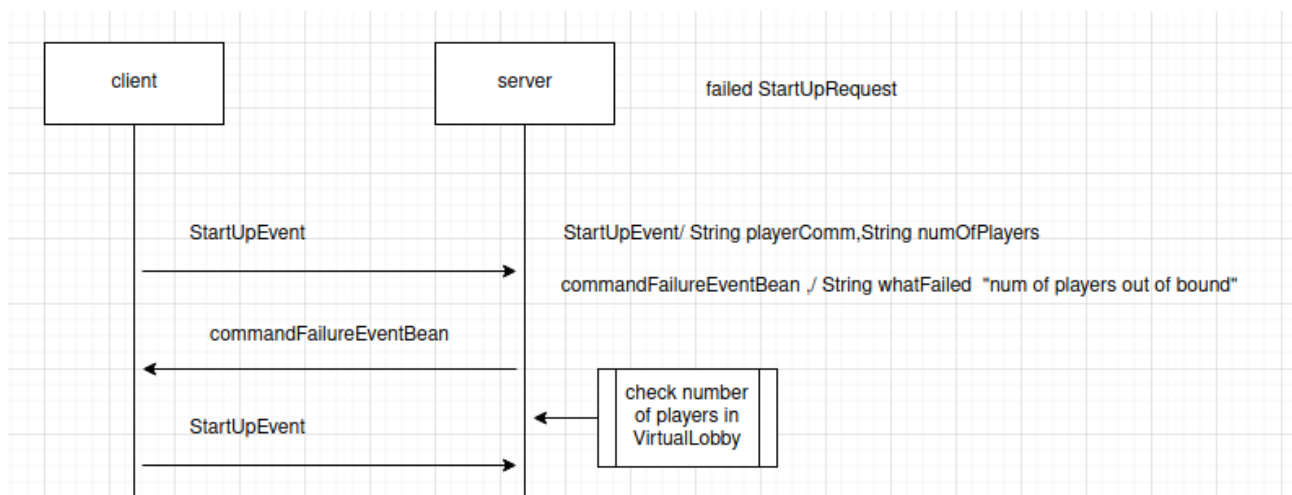 client
server
failed StartUpRequest
StartUpEvent
StartUpEvent/ String playerComm,String numOfPlayers
commandFailureEventBean ,/ String whatFailed "num of players out of bound"
commandFailureEventBean
check number
of players in
VirtualLobby
StartUpEvent